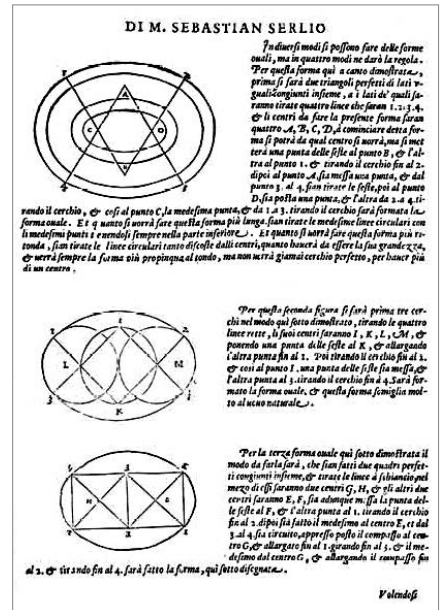 DI M. SEBASTIAN SERLIO
In diuersi modi si possono fare delle forme
ouali, ma in quattro modi ne darò la regola.
Per questa forma qui a canto dimostrata,
prima si farà due triangoli perfetti di lati v-
guali congiunti insieme, a i lati de' quali sa-
ranno tirate quattro linee che saran 1.2.3.4.
& li centri da fare la presente forma saran
quattro A, B, C, D, à cominciare desta for-
ma si potrà da qual centro si uorrà, ma si met
terà una punta delle seste al punto B, & l'al-
tra al punto 1. & tirando il cerchio fin al 2.
dipoi al punto A, sia messa una punta, & dal
punto 3. al 4. sian tirate le seste, poi al punto
D, sia posta una punta, & l'altra da 2. a 4. ti-
rando il cerchio, & così al punto C, la medesima punta, & da 1. a 3. tirando il cerchio sarà formata la
forma ouale. Et quanto si uorrà fare questa forma più lunga, sian tirate le medesime linee circulari con
li medesimi punti tenendosi sempre nella parte inferiore. Et quanto si uorrà fare questa forma più ri-
tonda, sian tirate le linee circulari tanto discoste dalli centri, quanto hauerà da essere la sua grandezza,
& uerrà sempre la forma più propinqua al tondo, ma non uerrà giamai cerchio perfetto, per hauer più
di un centro.
Per questa seconda figura si farà prima tre cer-
chi nel modo qui sotto dimostrato, tirando le quattro
linee rette, li suoi centri saranno I, K, L, M, &
ponendo una punta delle seste al K, & allargando
l'altra punta fin al 1. Poi tirando il cerchio fin al 2.
& così al punto I. una punta delle seste sia messa, &
l'altra punta al 3. tirando il cerchio fin à 4. Sarà for-
mato la forma ouale. & questa forma somiglia mol-
to al uuo naturale.
Per la terza forma ouale qui sotto dimostrata il
modo da farla sarà, che sian fatti due quadri perfet-
ti congiunti insieme, & tirate le linee à sbiancio, nel
mezo di essi saranno due centri G, H, & gli altri due
centri saranno E, F, sia adunque messa la punta del-
le seste al F, & l'altra punta al 1. tirando il cerchio
fin al 2. dipoi sia fatto il medesimo al centro E, et dal
3. al 4. sia circuito, appresso posto il compasso al cen-
tro G, & allargato fin al 1. girando fin al 3. & il me-
desimo dal centro G, & allargando il compasso fin
al 2. & tirando fin al 4. sarà fatto la forma, qui sotto disegnata.
Volendosi